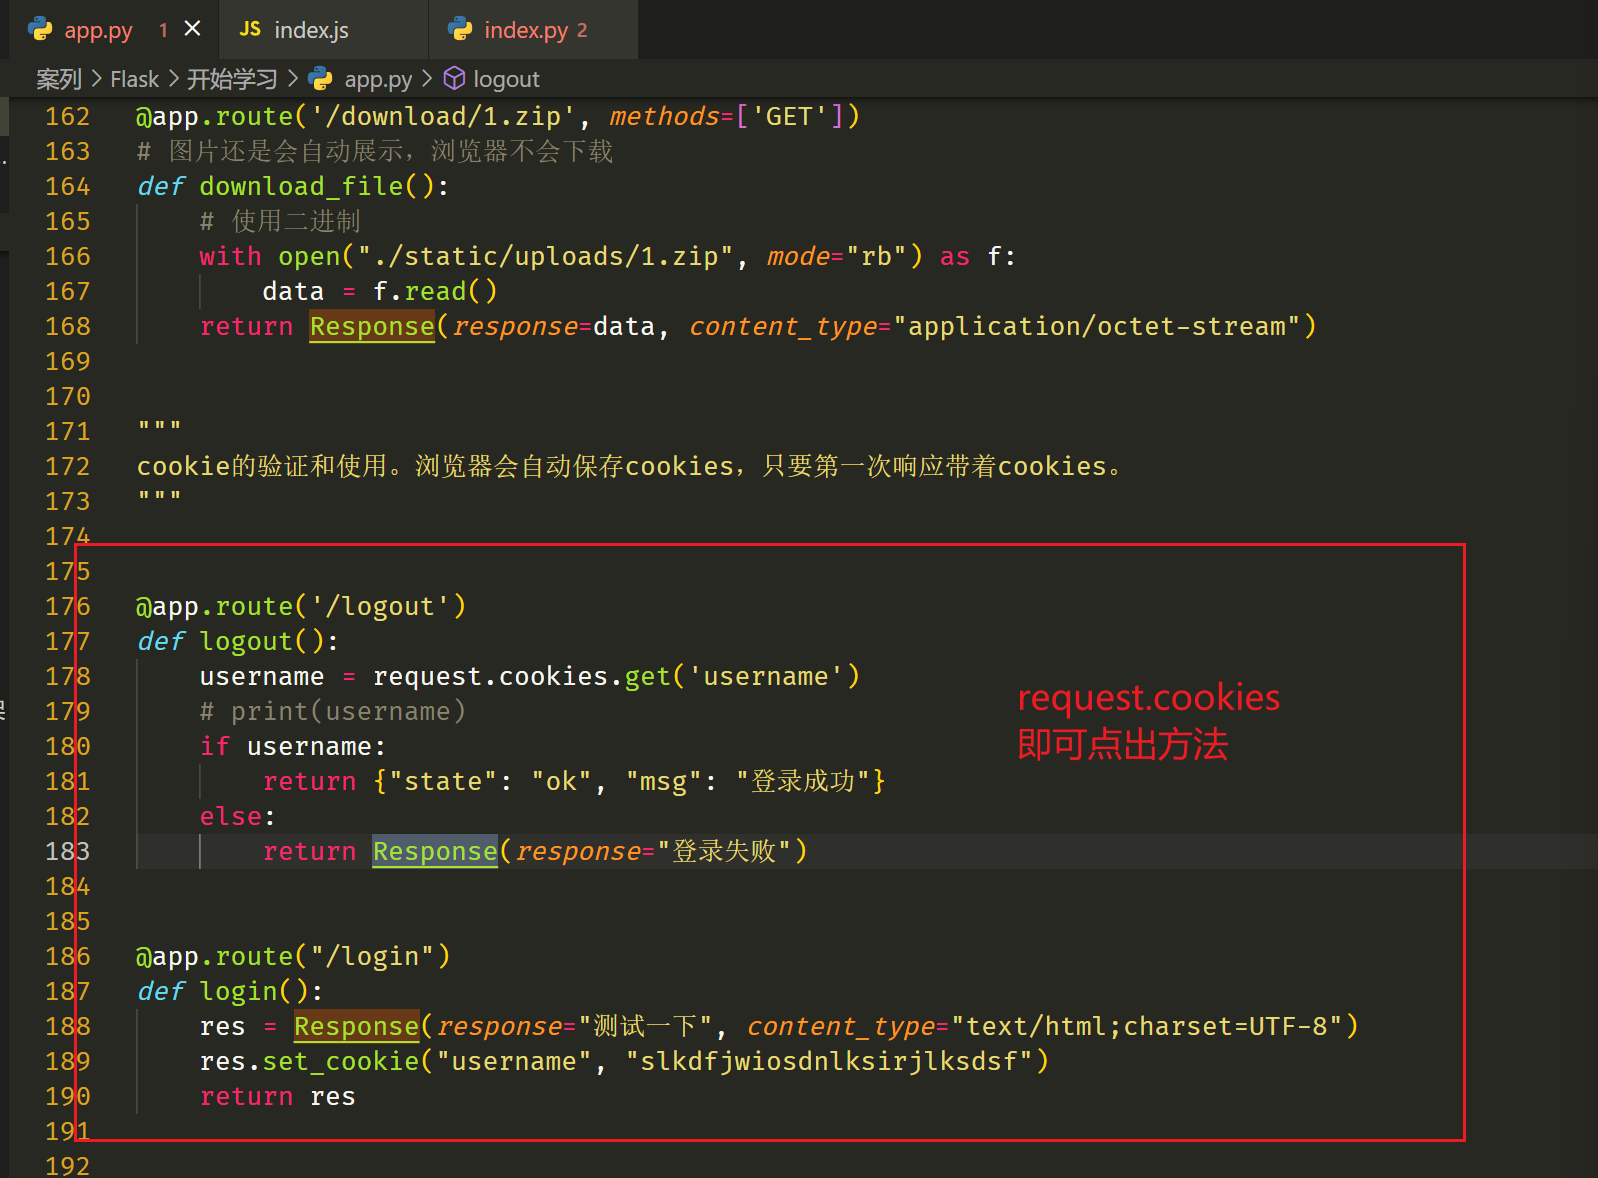 app.py 1 × JS index.js index.py 2
案列 > Flask > 开始学习 > app.py > logout
162 @app.route('/download/1.zip', methods=['GET'])
163 # 图片还是会自动展示，浏览器不会下载
164 def download_file():
165 # 使用二进制
166 with open("./static/uploads/1.zip", mode="rb") as f:
167 data = f.read()
168 return Response(response=data, content_type="application/octet-stream")
169
170
171 """
172 cookie的验证和使用。浏览器会自动保存cookies，只要第一次响应带着cookies。
173 """
174
175
176 @app.route('/logout')
177 def logout():
178 username = request.cookies.get('username')
179 # print(username)
180 if username:
181 return {"state": "ok", "msg": "登录成功"}
182 else:
183 return Response(response="登录失败")
184
185
186 @app.route("/login")
187 def login():
188 res = Response(response="测试一下", content_type="text/html;charset=UTF-8")
189 res.set_cookie("username", "slkdfjwiosdnlksirjlksdsf")
190 return res
191
192
request.cookies
即可点出方法